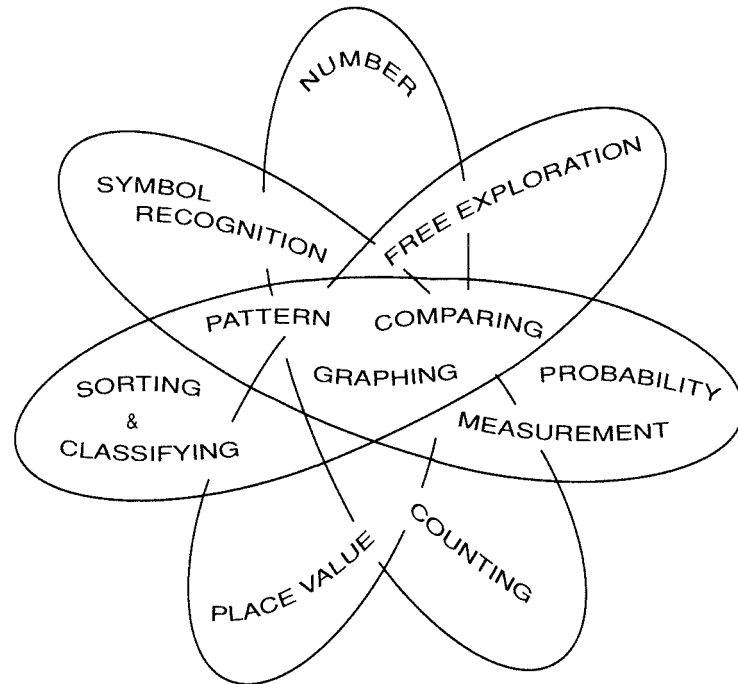 NUMBER
FREE EXPLORATION
SYMBOL
RECOGNITION
PATTERN
COMPARING
GRAPHING
SORTING
&
CLASSIFYING
PROBABILITY
MEASUREMENT
PLACE VALUE
COUNTING